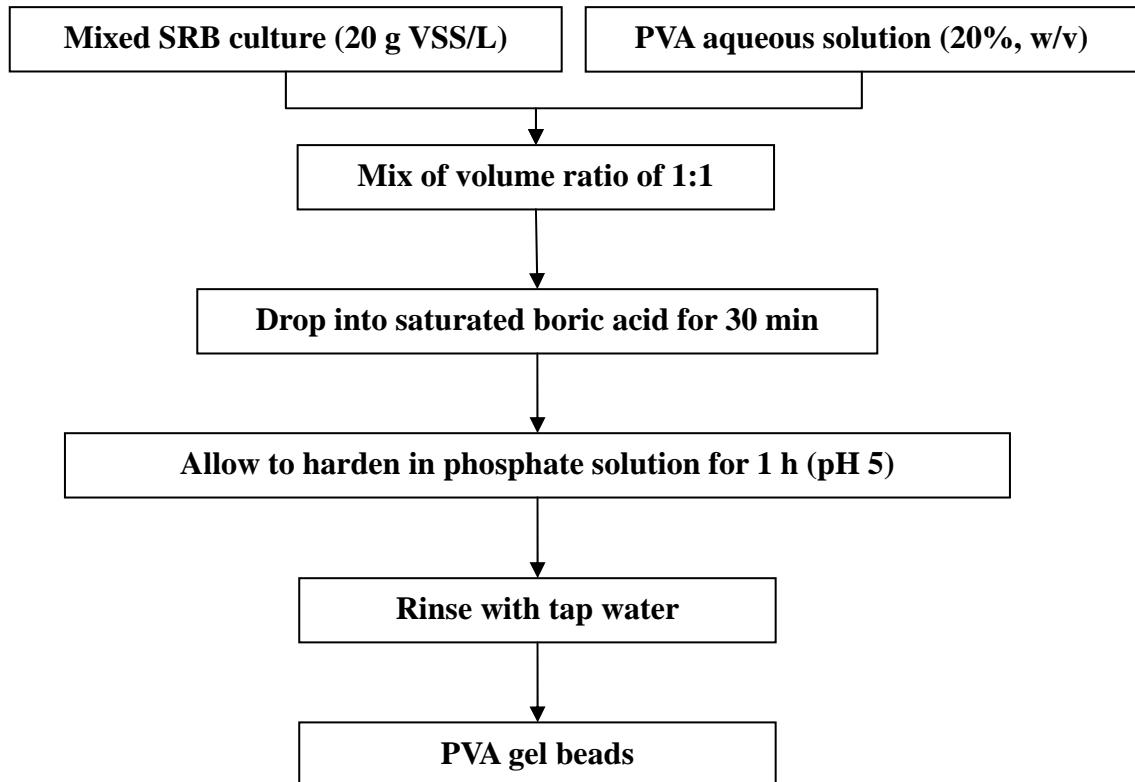 Mixed SRB culture (20 g VSS/L)
PVA aqueous solution (20%, w/v)
Mix of volume ratio of 1:1
Drop into saturated boric acid for 30 min
Allow to harden in phosphate solution for 1 h (pH 5)
Rinse with tap water
PVA gel beads